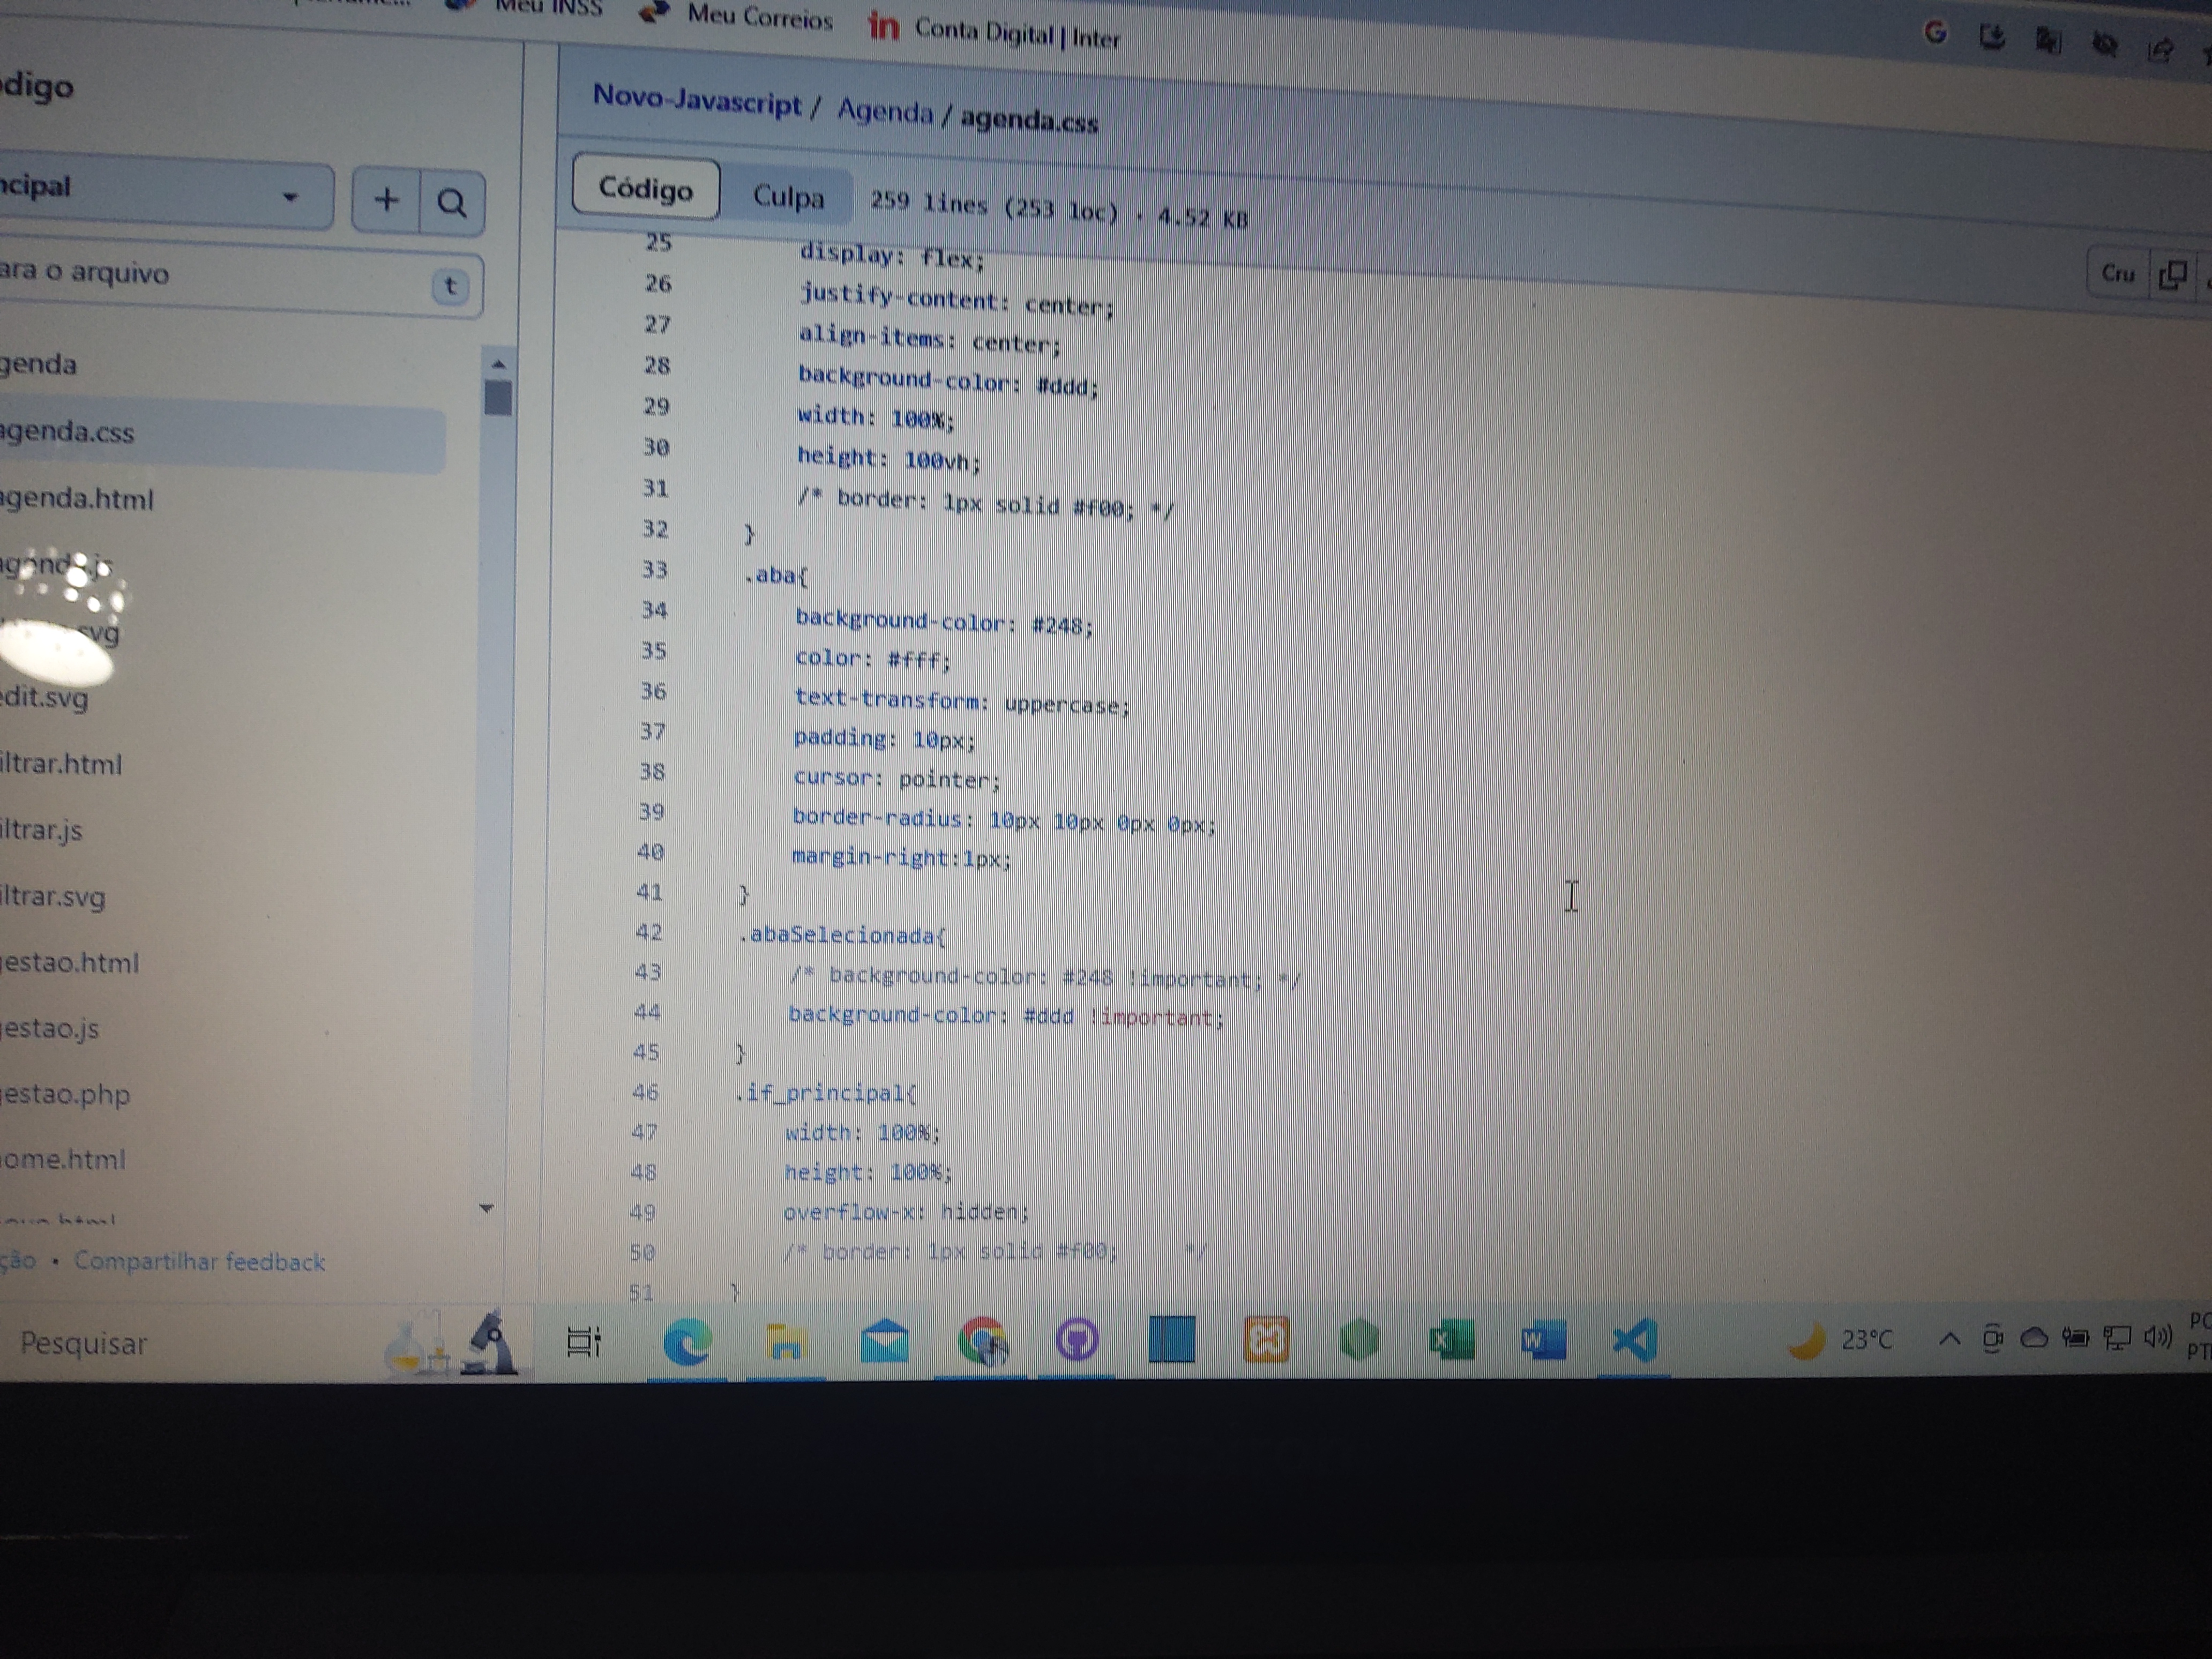 Meu INSS
Meu Correios
Conta Digital | Inter
digo
Novo-Javascript / Agenda / agenda.css
cipal
Código
Culpa
259 lines (253 loc) · 4.52 KB
ara o arquivo
t
Cru
genda
agenda.css
agenda.html
agenda.js
svg
edit.svg
iltrar.html
iltrar.js
iltrar.svg
gestao.html
gestao.js
gestao.php
ome.html
ção • Compartilhar feedback
25 display: flex;
26 justify-content: center;
27 align-items: center;
28 background-color: #ddd;
29 width: 100%;
30 height: 100vh;
31 /* border: 1px solid #f00; */
32 }
33 .aba{
34 background-color: #248;
35 color: #fff;
36 text-transform: uppercase;
37 padding: 10px;
38 cursor: pointer;
39 border-radius: 10px 10px 0px 0px;
40 margin-right:1px;
41 }
42 .abaSelecionada{
43 /* background-color: #248 !important; */
44 background-color: #ddd !important;
45 }
46 .if_principal{
47 width: 100%;
48 height: 100%;
49 overflow-x: hidden;
50 /* border: 1px solid #f00; */
51 }
Pesquisar
23°C